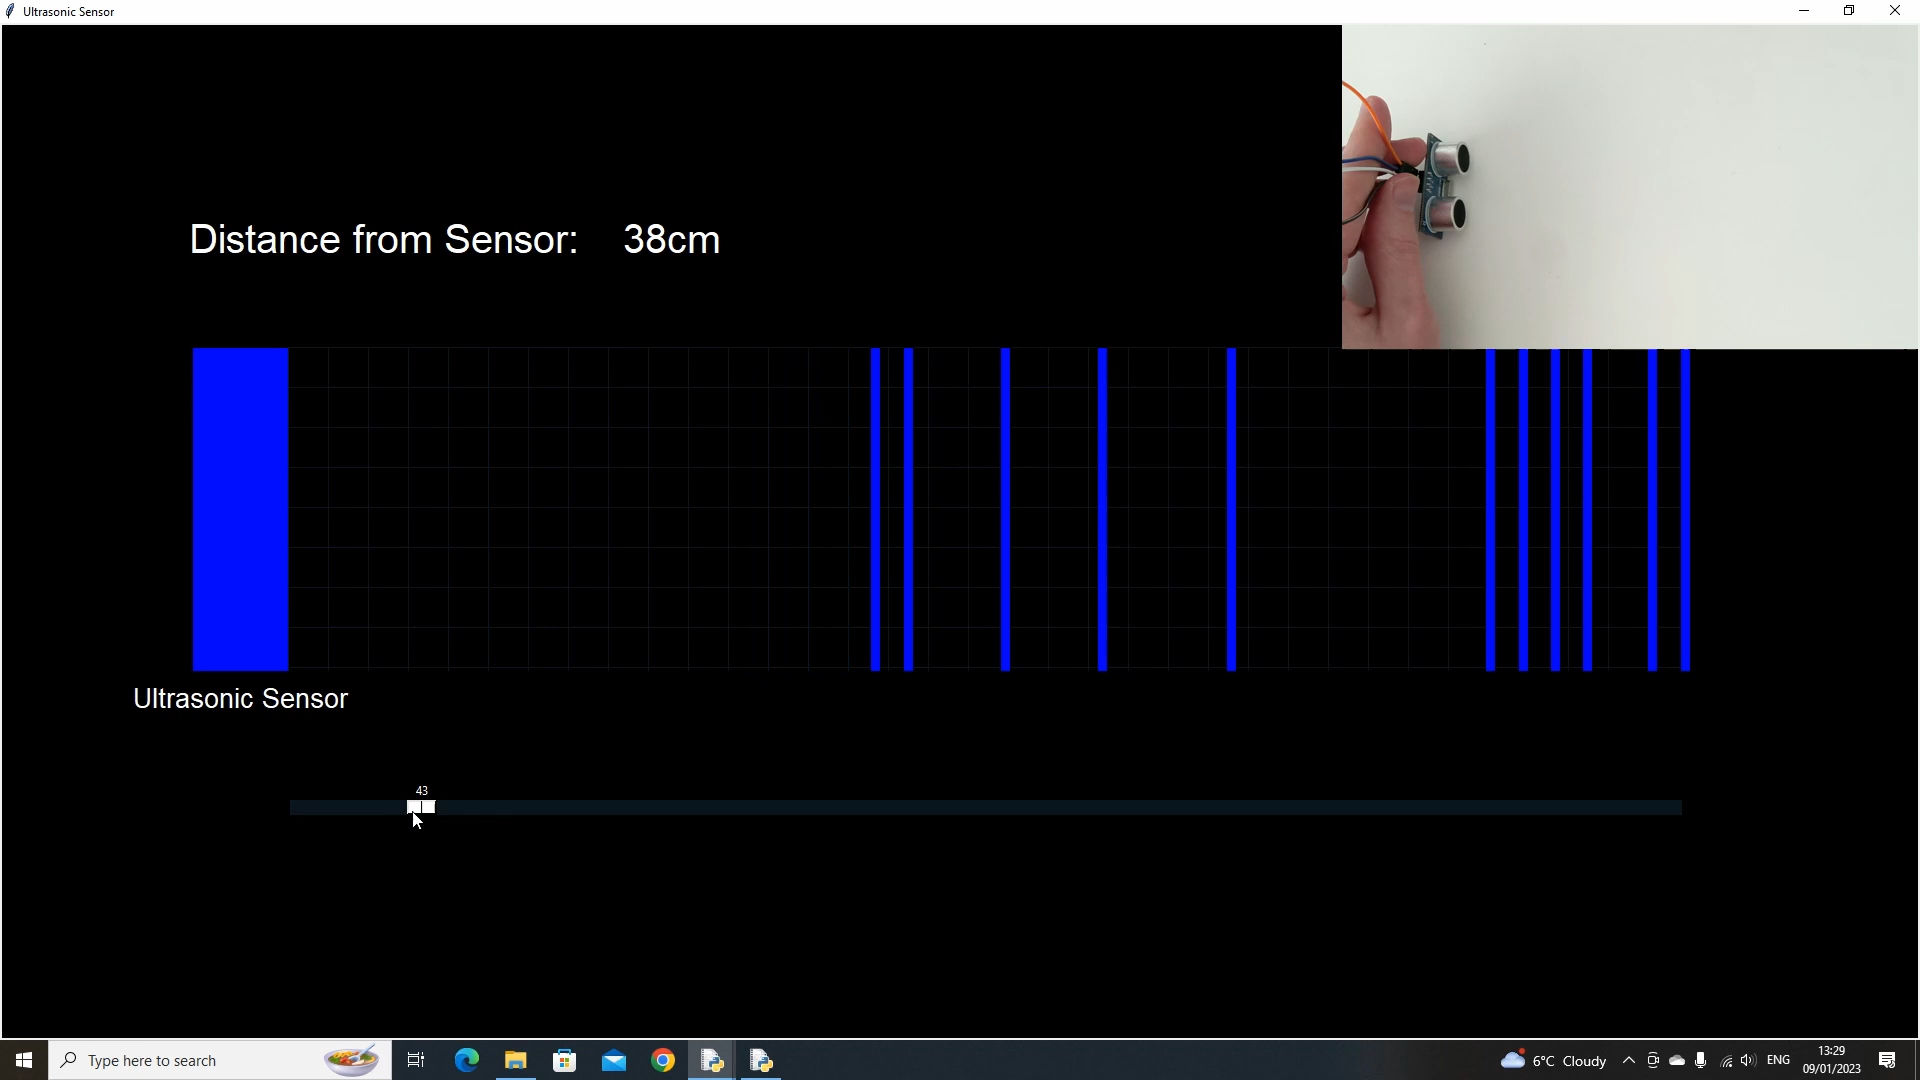 Ultrasonic Sensor
Distance from Sensor: 38cm
Ultrasonic Sensor
43
Type here to search
6°C Cloudy
ENG
13:29
09/01/2023